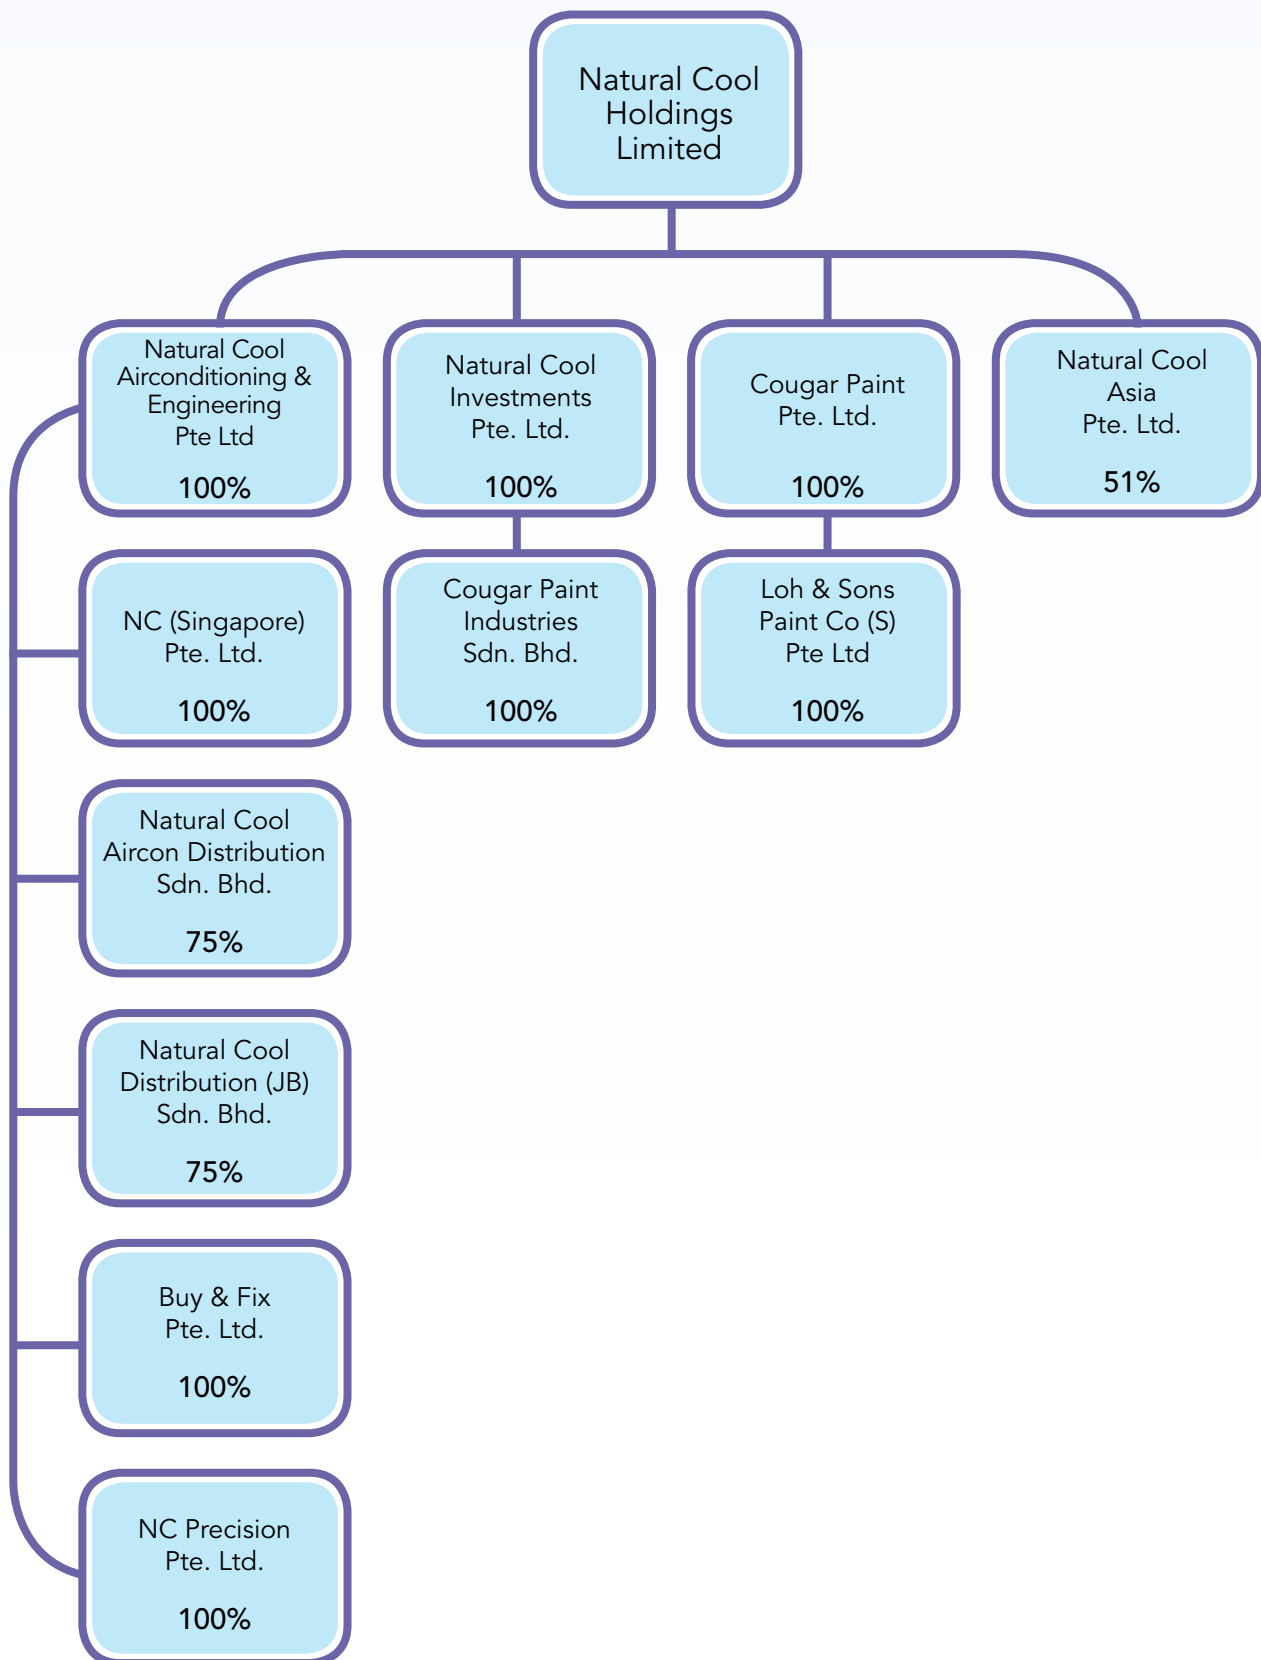 Natural Cool
Holdings
Limited
Natural Cool
Airconditioning &
Engineering
Pte Ltd
100%
Natural Cool
Investments
Pte. Ltd.
100%
Cougar Paint
Pte. Ltd.
100%
Natural Cool
Asia
Pte. Ltd.
51%
NC (Singapore)
Pte. Ltd.
100%
Cougar Paint
Industries
Sdn. Bhd.
100%
Loh & Sons
Paint Co (S)
Pte Ltd
100%
Natural Cool
Aircon Distribution
Sdn. Bhd.
75%
Natural Cool
Distribution (JB)
Sdn. Bhd.
75%
Buy & Fix
Pte. Ltd.
100%
NC Precision
Pte. Ltd.
100%